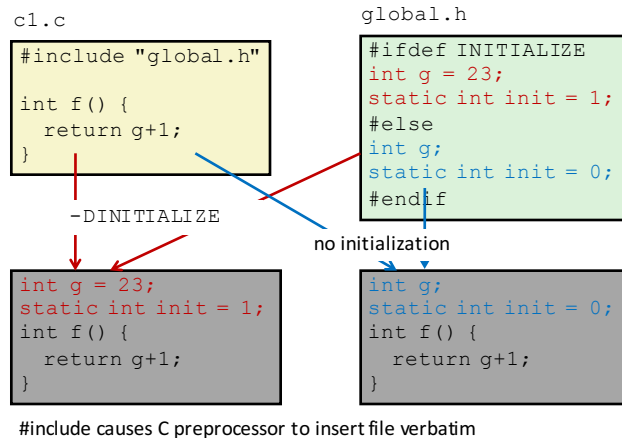 c1.c
#include "global.h"
int f() {
return g+1;
}
global.h
#ifdef INITIALIZE
int g = 23;
static int init = 1;
#else
int g;
static int init = 0;
#endif
-DINITIALIZE
no initialization
int g = 23;
static int init = 1;
int f() {
return g+1;
}
int g;
static int init = 0;
int f() {
return g+1;
}
#include causes C preprocessor to insert file verbatim